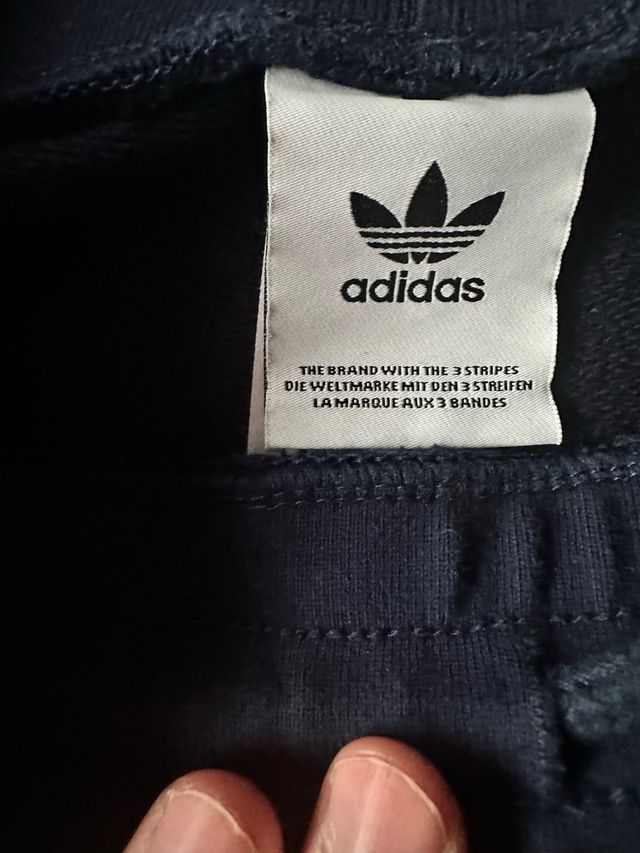 adidas
THE BRAND WITH THE 3 STRIPES
DIE WELTMARKE MIT DEN 3 STREIFEN
LA MARQUE AUX 3 BANDES